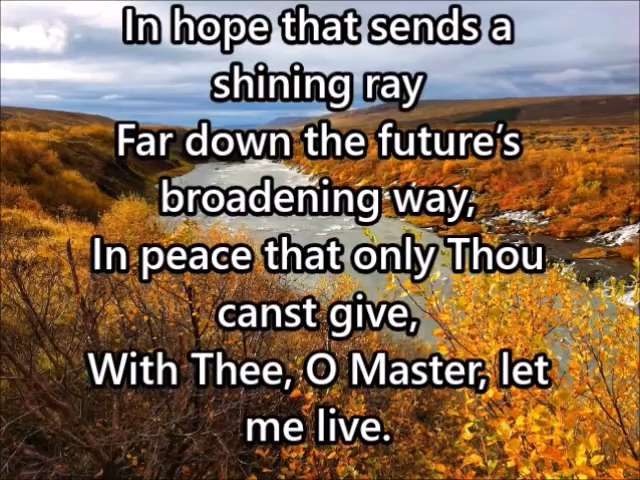 In hope that sends a
shining ray
Far down the future’s
broadening way,
In peace that only Thou
canst give,
With Thee, O Master, let
me live.